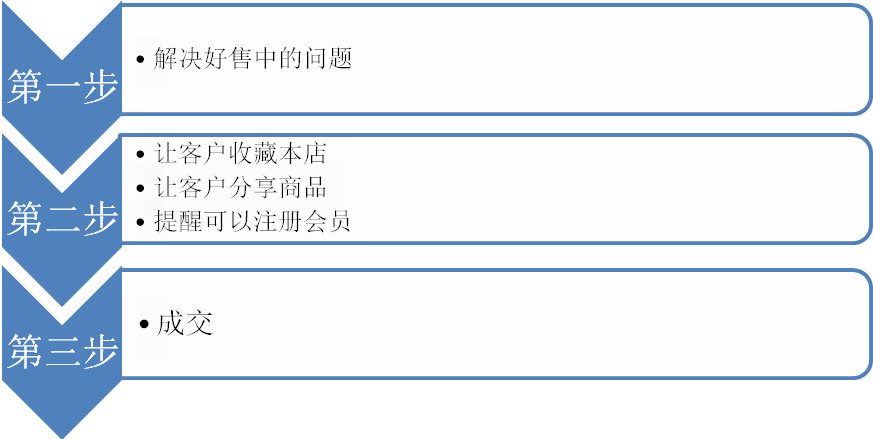 第一步
• 解决好售中的问题
第二步
• 让客户收藏本店
• 让客户分享商品
• 提醒可以注册会员
第三步
• 成交